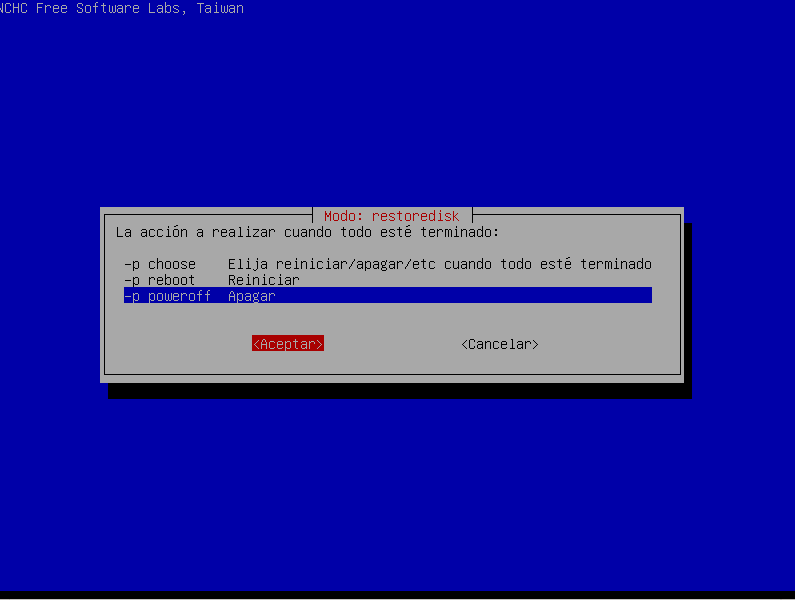 NCHC Free Software Labs, Taiwan
Modo: restoredisk
La acción a realizar cuando todo esté terminado:
-p choose Elija reiniciar/apagar/etc cuando todo esté terminado
-p reboot Reiniciar
-p poweroff Apagar
<Aceptar> <Cancelar>